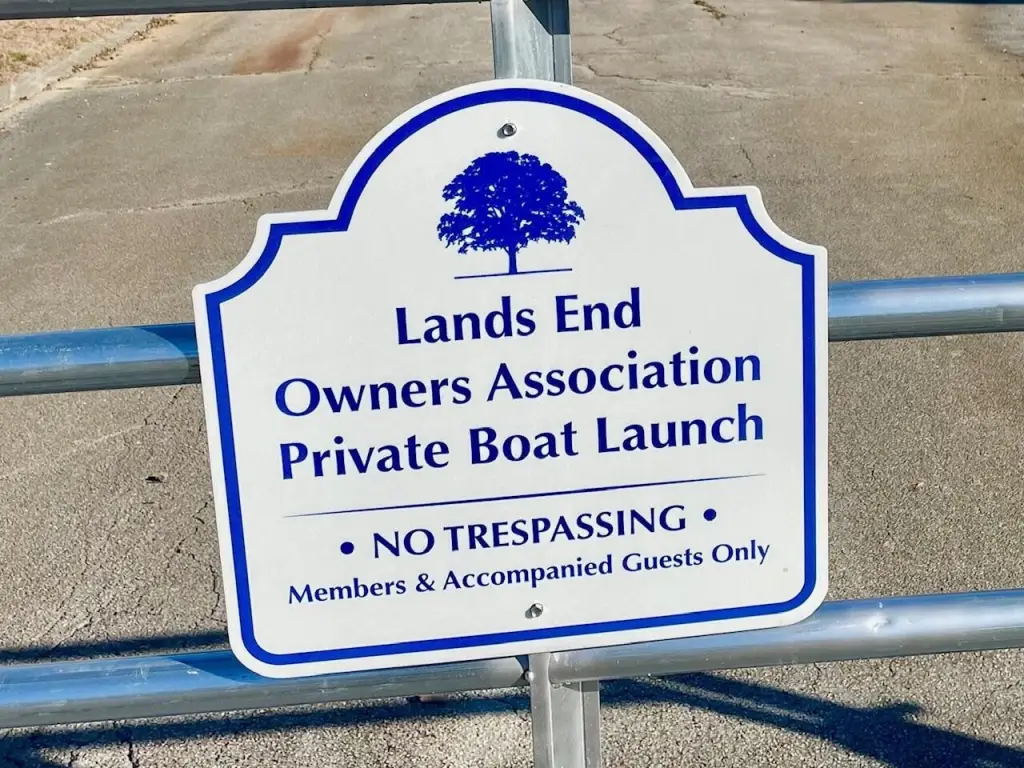 Lands End
Owners Association
Private Boat Launch
• NO TRESPASSING •
Members & Accompanied Guests Only